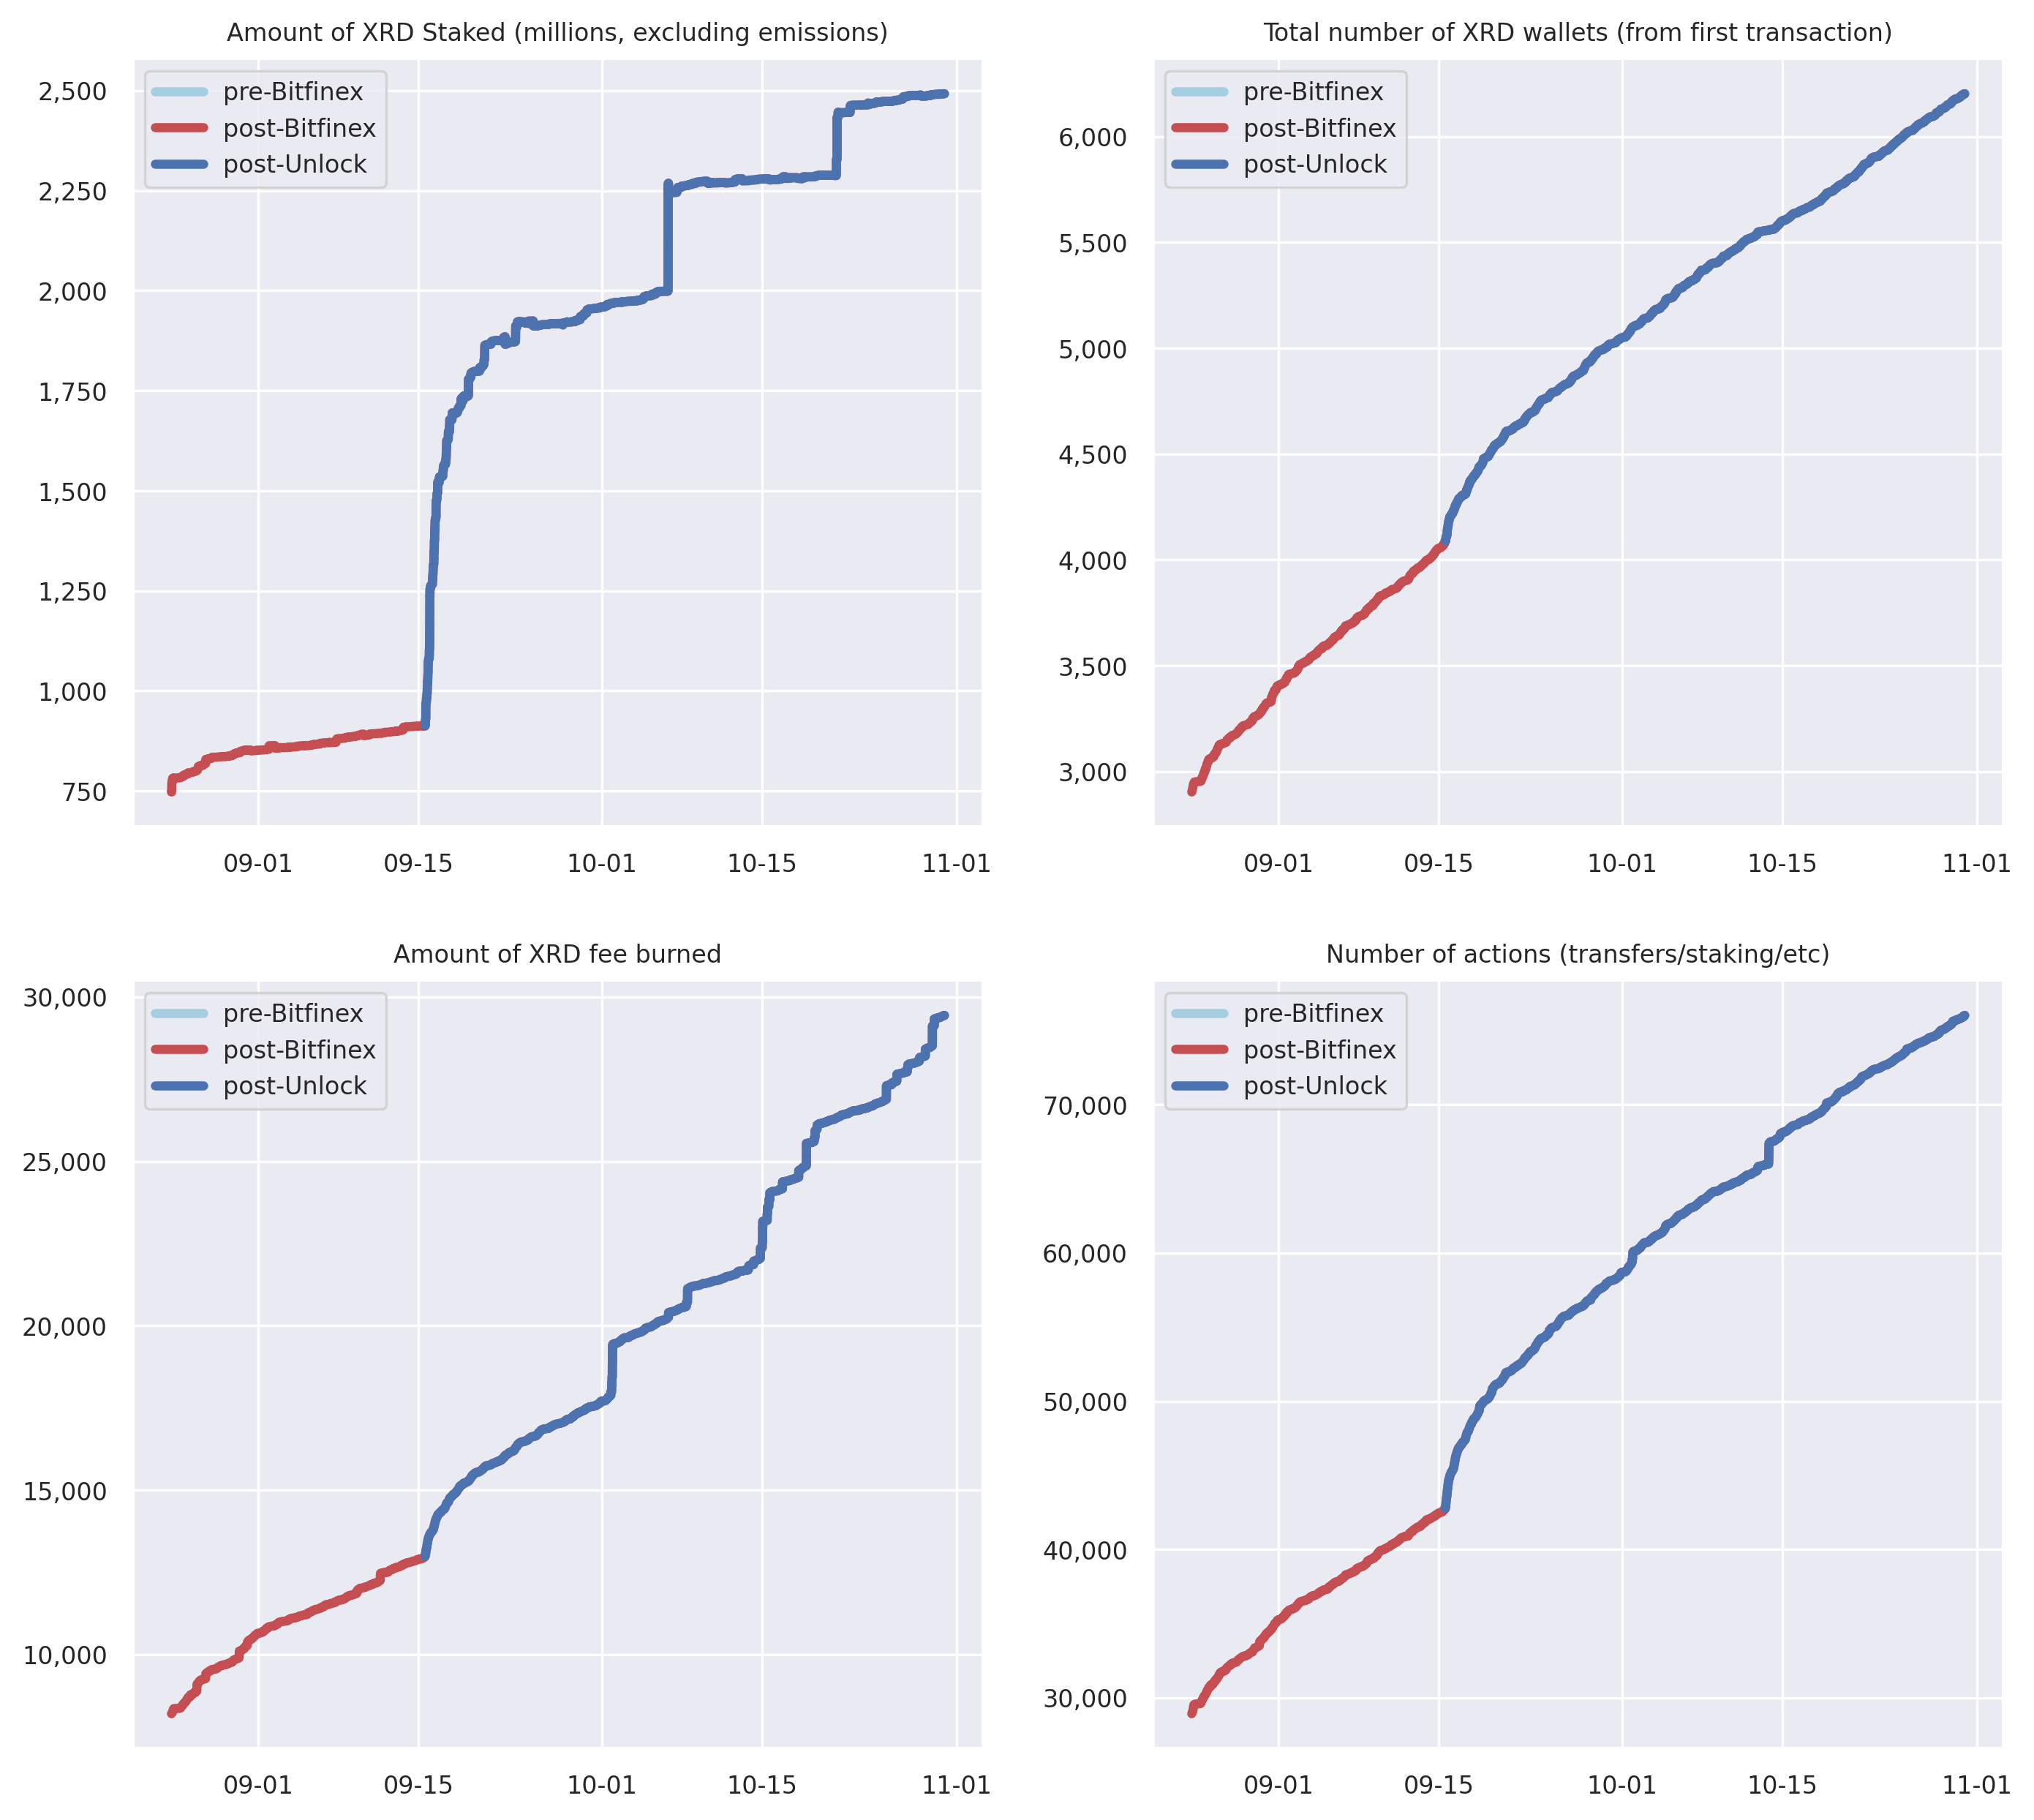 Amount of XRD Staked (millions, excluding emissions)
pre-Bitfinex
post-Bitfinex
post-Unlock
2,500
2,250
2,000
1,750
1,500
1,250
1,000
750
09-01 09-15 10-01 10-15 11-01
Total number of XRD wallets (from first transaction)
pre-Bitfinex
post-Bitfinex
post-Unlock
6,000
5,500
5,000
4,500
4,000
3,500
3,000
09-01 09-15 10-01 10-15 11-01
Amount of XRD fee burned
pre-Bitfinex
post-Bitfinex
post-Unlock
30,000
25,000
20,000
15,000
10,000
09-01 09-15 10-01 10-15 11-01
Number of actions (transfers/staking/etc)
pre-Bitfinex
post-Bitfinex
post-Unlock
70,000
60,000
50,000
40,000
30,000
09-01 09-15 10-01 10-15 11-01